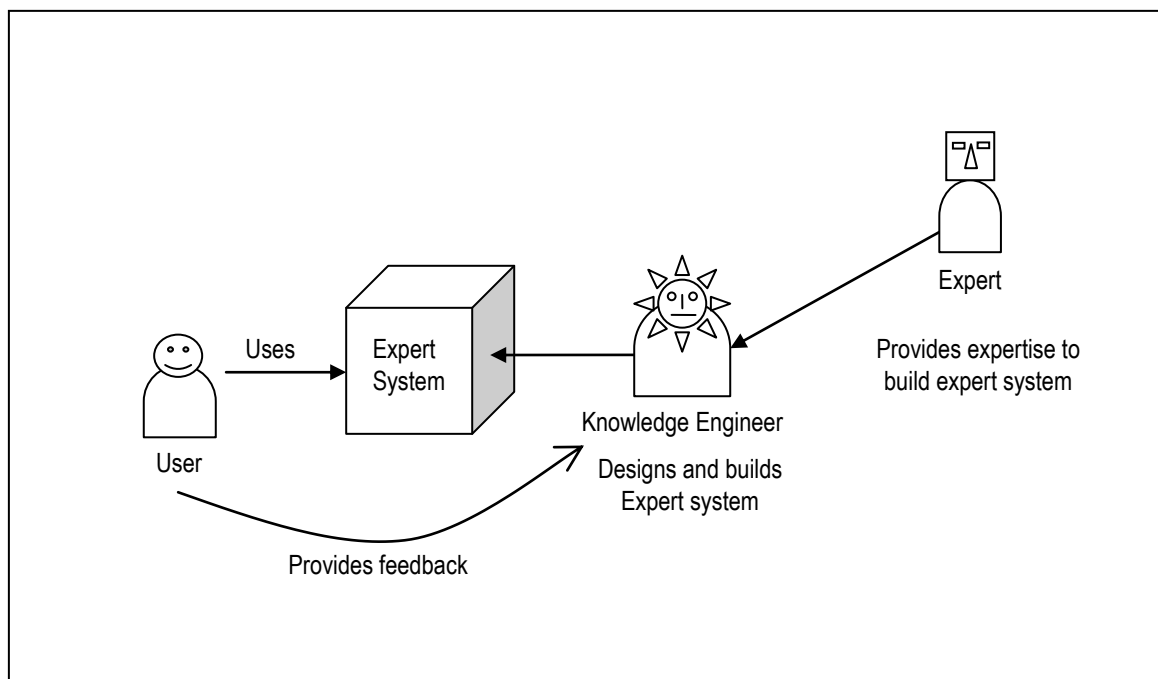 Expert
Provides expertise to
build expert system
Uses
Expert
System
Knowledge Engineer
Designs and builds
Expert system
User
Provides feedback